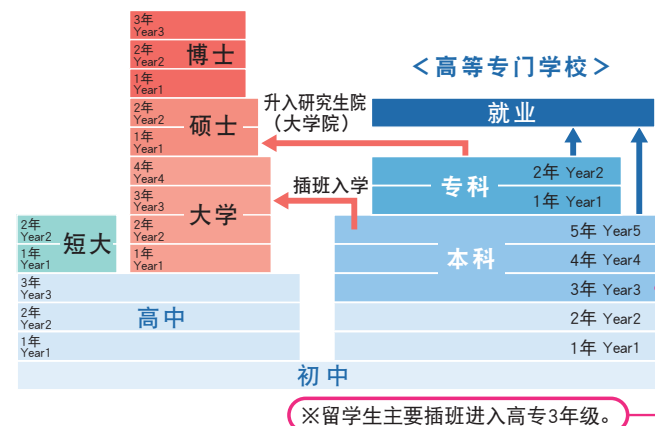 3年
Year3
2年
Year2
博士
1年
Year1
2年
Year2
硕士
1年
Year1
4年
Year4
3年
Year3
大学
2年
Year2
1年
Year1
2年
Year2
短大
1年
Year1
3年
Year3
2年
Year2
高中
1年
Year1
初中
升入研究生院
（大学院）
插班入学
＜高等专门学校＞
就业
专科
2年 Year2
1年 Year1
本科
5年 Year5
4年 Year4
3年 Year3
2年 Year2
1年 Year1
※留学生主要插班进入高专3年级。